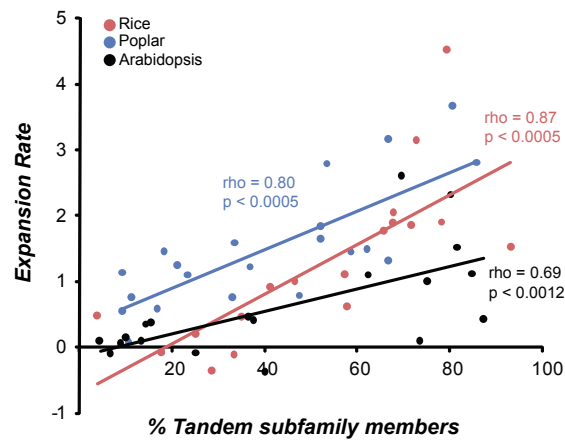 5
Rice
Poplar
Arabidopsis
4
rho = 0.87
p < 0.0005
3
rho = 0.80
p < 0.0005
2
1
rho = 0.69
p < 0.0012
0
20
40
60
80
100
-1
Expansion Rate
% Tandem subfamily members